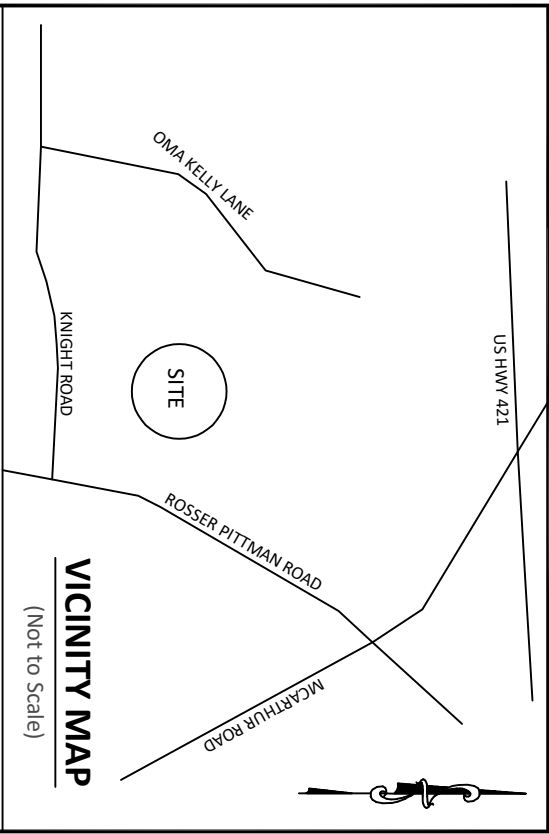 US HWY 421
OMA KELLY LANE
SITE
KNIGHT ROAD
ROSSER PITTMAN ROAD
MCARTHUR ROAD
VICINITY MAP
(Not to Scale)